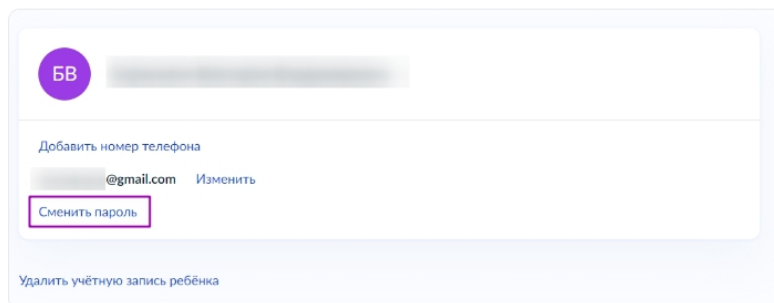 БВ
Добавить номер телефона
@gmail.com Изменить
Сменить пароль
Удалить учётную запись ребёнка